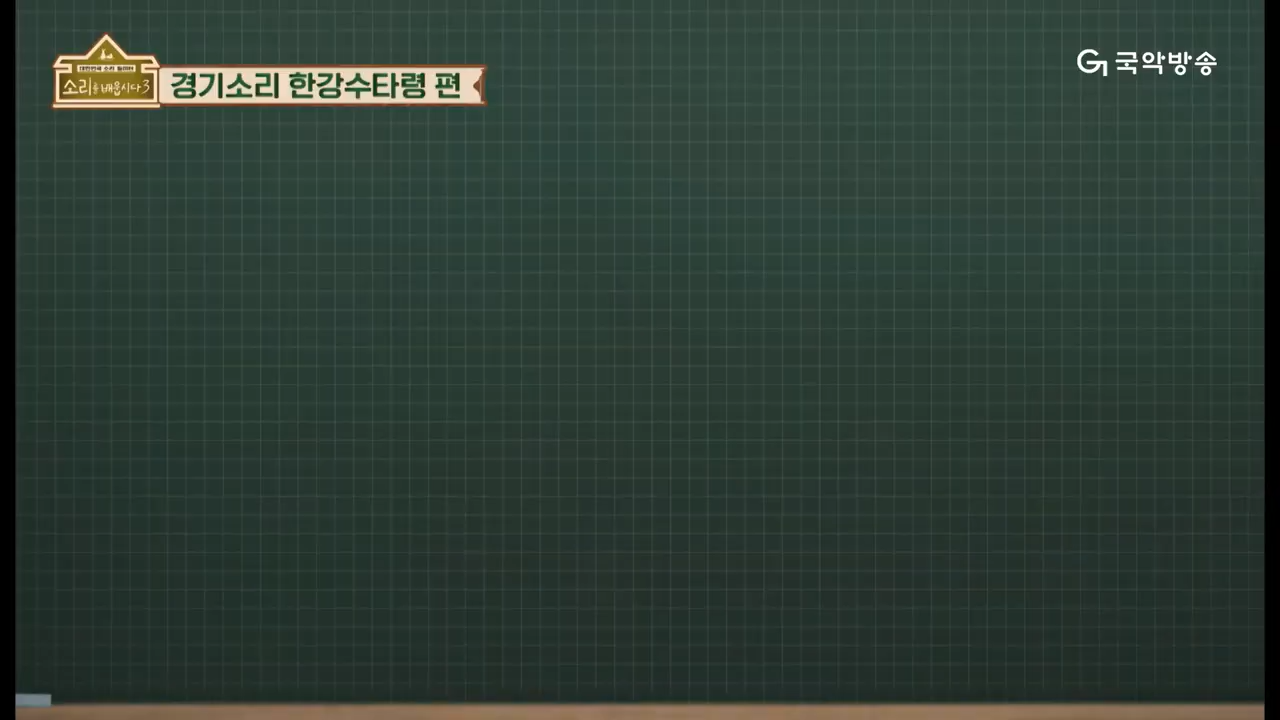 소리를 배웁시다 3
경기소리 한강수타령 편
국악방송